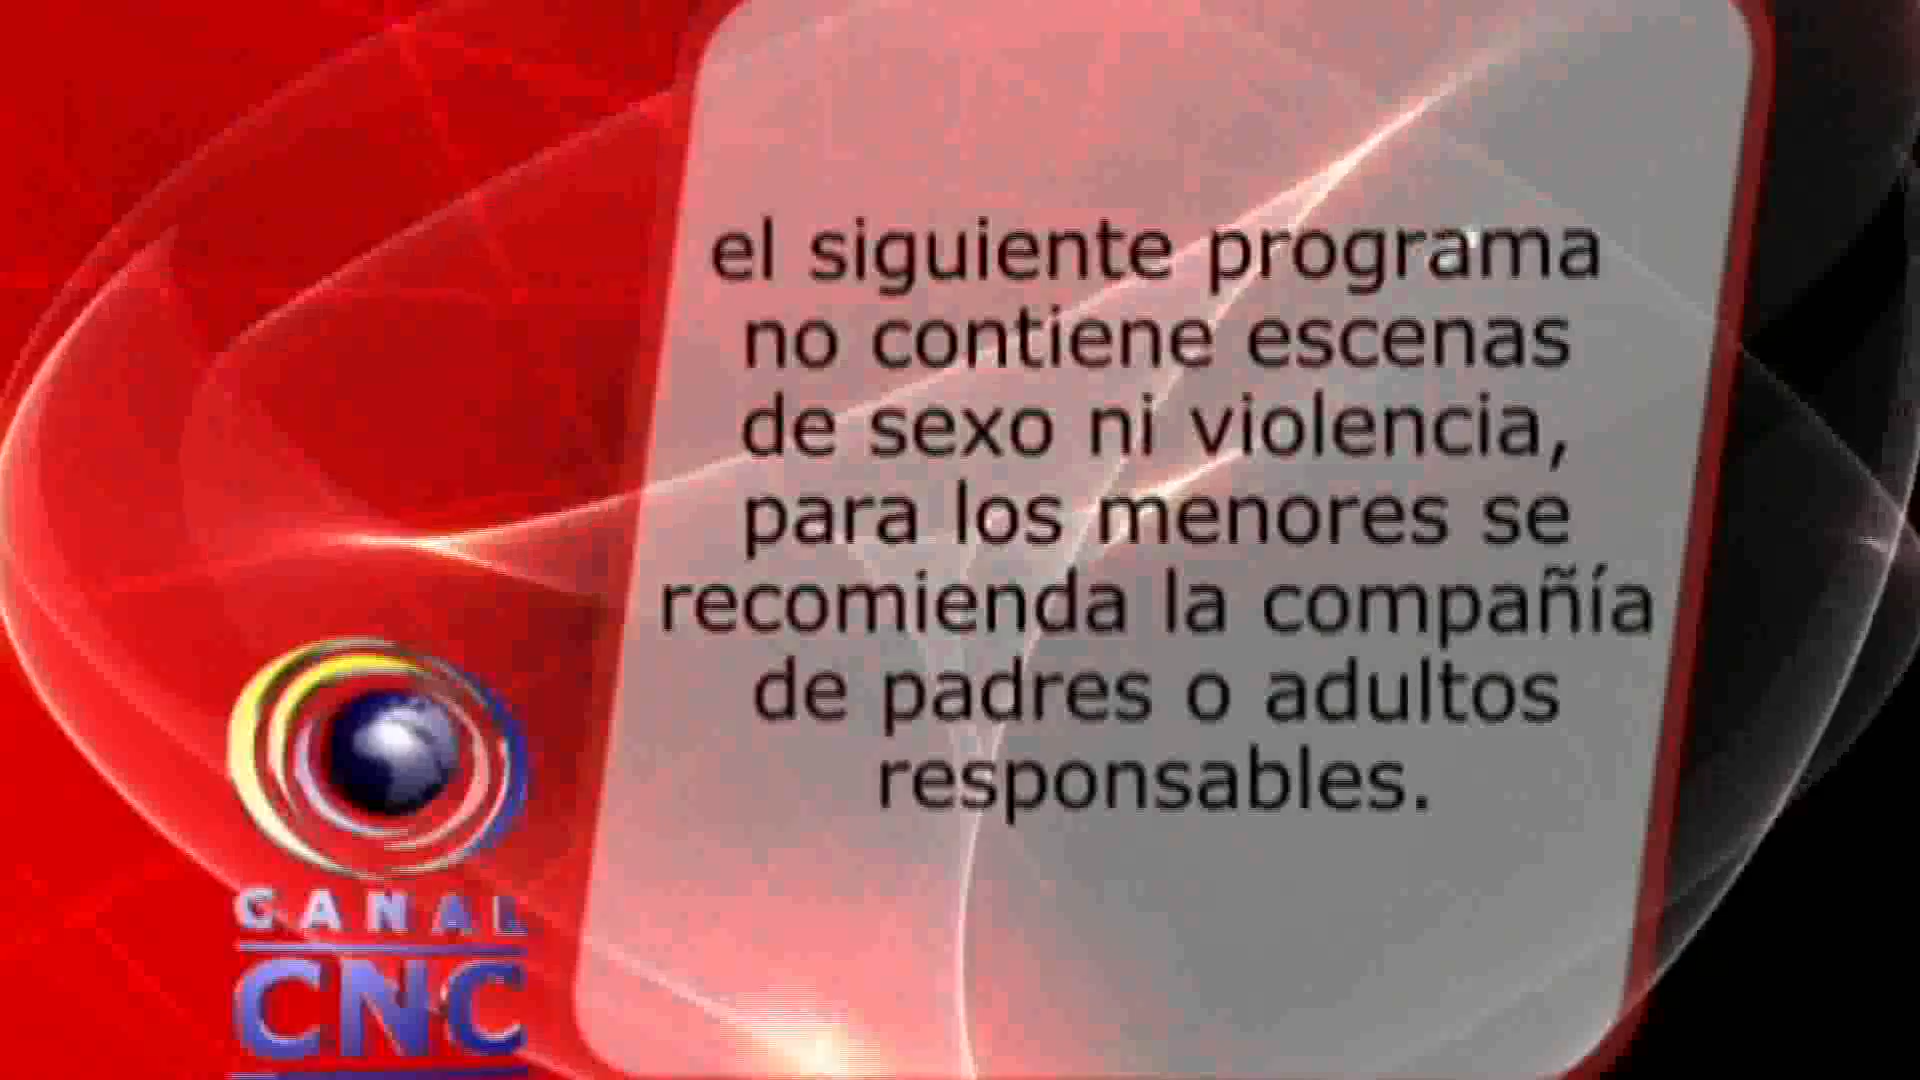 el siguiente programa
no contiene escenas
de sexo ni violencia,
para los menores se
recomienda la compañía
de padres o adultos
responsables.
CANAL
CNC